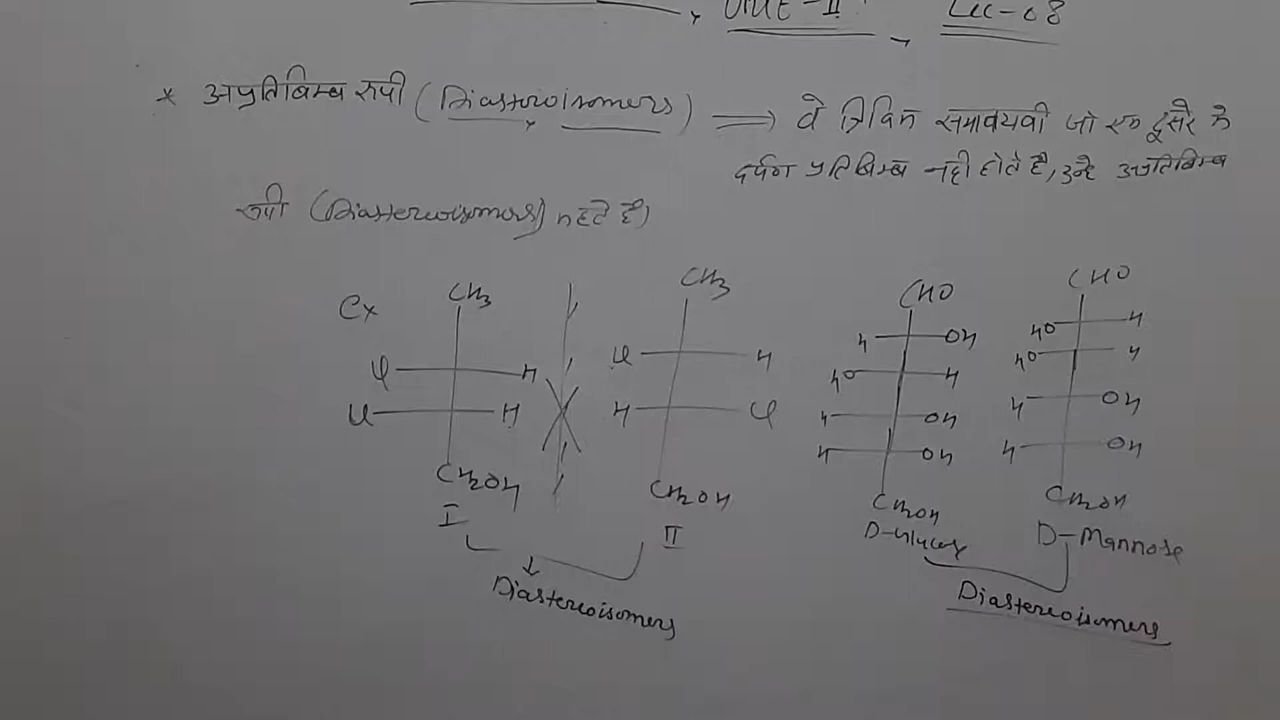 Unit-II, Lec-08
* अप्रतिबिम्ब रुपी (Diastereoisomers) ⟹ वे त्रिविम समावयवी जो एक दूसरे के
दर्पण प्रतिबिम्ब नही होते है, उन्हे अप्रतिबिम्ब
रुपी (Diastereoisomers) कहते है।
Ex
CH3 CH3 CHO CHO
Cl H Cl H H OH HO H
Cl H H Cl HO H HO H
H OH H OH
H OH H OH
CH2OH CH2OH CH2OH CH2OH
I II D-Glucose D-Mannose
Diastereoisomers Diastereoisomers